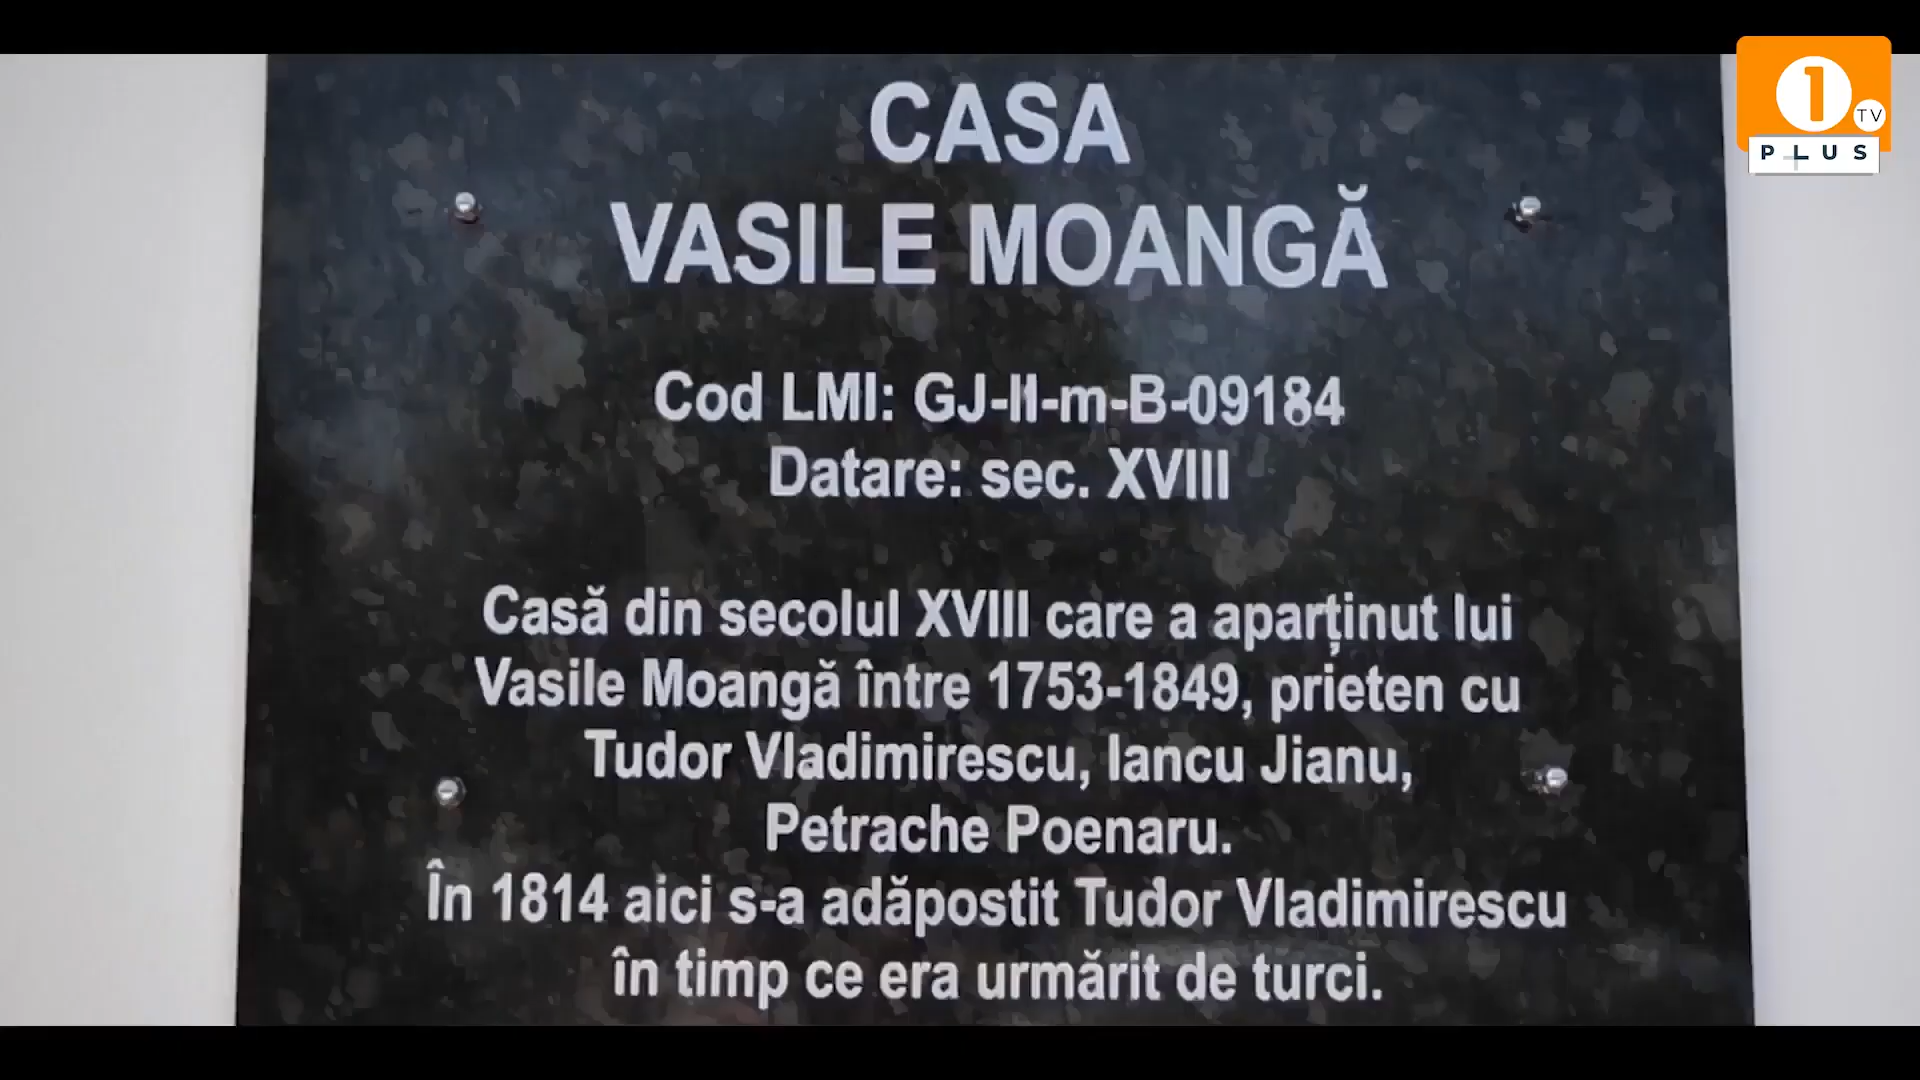 CASA
VASILE MOANGĂ
Cod LMI: GJ-II-m-B-09184
Datare: sec. XVIII
Casă din secolul XVIII care a aparținut lui
Vasile Moangă între 1753-1849, prieten cu
Tudor Vladimirescu, Iancu Jianu,
Petrache Poenaru.
În 1814 aici s-a adăpostit Tudor Vladimirescu
în timp ce era urmărit de turci.
1
TV
PLUS